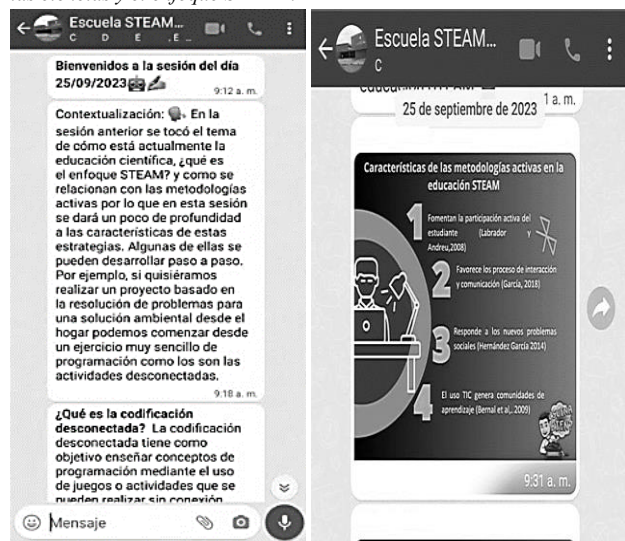 Escuela STEAM...
C D E .E _
Bienvenidos a la sesión del día
25/09/2023
9:12 a. m.
Contextualización: En la
sesión anterior se tocó el tema
de cómo está actualmente la
educación científica, ¿qué es
el enfoque STEAM? y como se
relacionan con las metodologías
activas por lo que en esta sesión
se dará un poco de profundidad
a las características de estas
estrategias. Algunas de ellas se
pueden desarrollar paso a paso.
Por ejemplo, si quisiéramos
realizar un proyecto basado en
la resolución de problemas para
una solución ambiental desde el
hogar podemos comenzar desde
un ejercicio muy sencillo de
programación como los son las
actividades desconectadas.
9:18 a. m.
¿Qué es la codificación
desconectada? La codificación
desconectada tiene como
objetivo enseñar conceptos de
programación mediante el uso
de juegos o actividades que se
pueden realizar sin conexión
Mensaje
Escuela STEAM...
C
1 a. m.
25 de septiembre de 2023
Características de las metodologías activas en la
educación STEAM
1 Fomentan la participación activa del
estudiante (Labrador y
Andreu,2008)
2 Favorece los proceso de interacción
y comunicación (García, 2018)
3 Responde a los nuevos problemas
sociales (Hernández García 2014)
4 El uso TIC genera comunidades de
aprendizaje (Bernal et al,. 2009)
9:31 a. m.